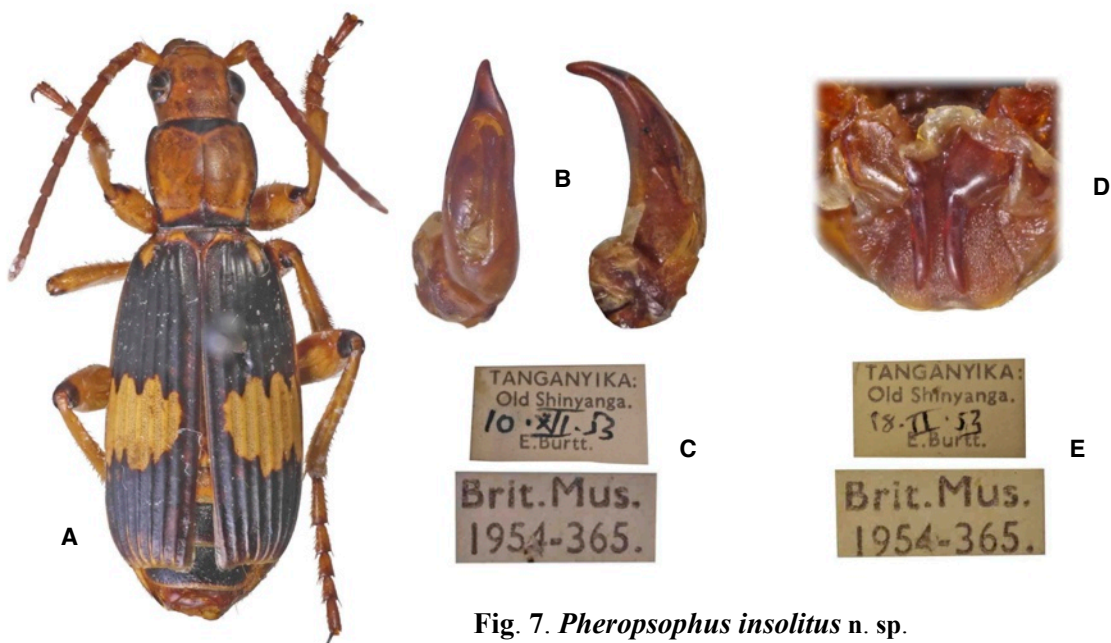 B
D
TANGANYIKA:
Old Shinyanga.
10.XII.53
E.Burtt.
C
Brit.Mus.
1954-365.
TANGANYIKA:
Old Shinyanga.
18.II.53
E.Burtt.
E
Brit.Mus.
1954-365.
A
Fig. 7. Pheropsophus insolitus n. sp.